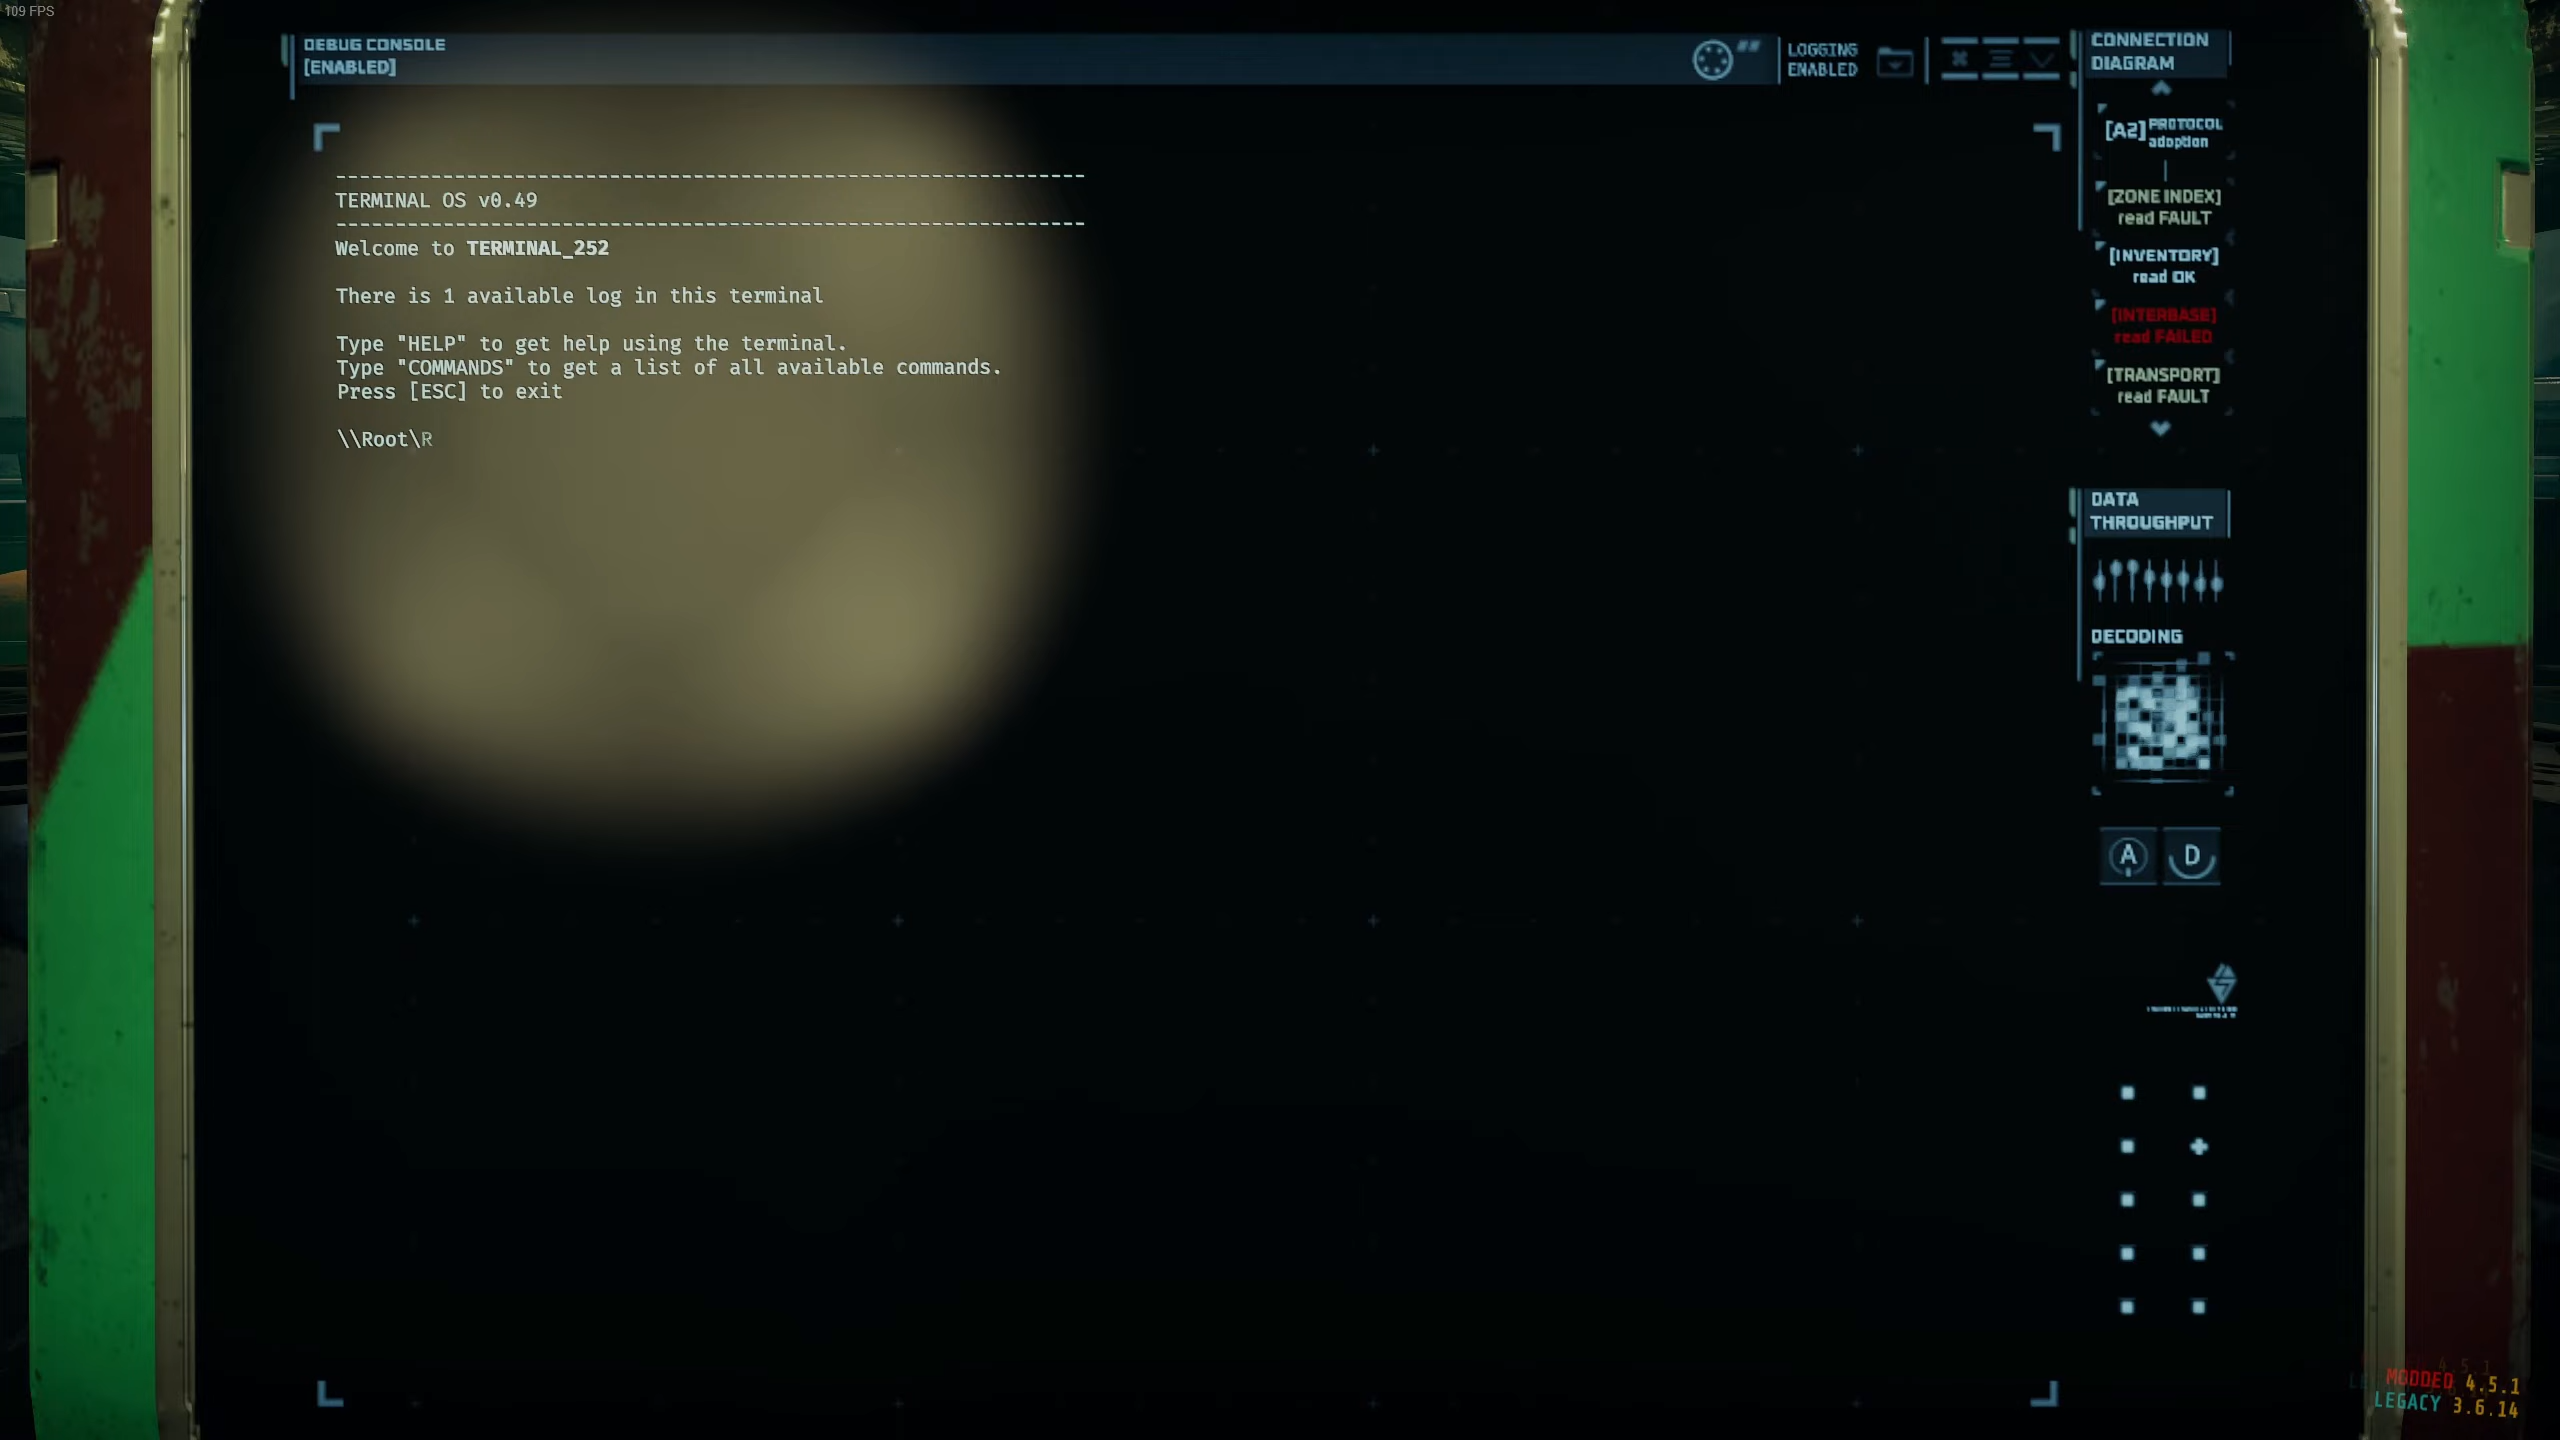 109 FPS
DEBUG CONSOLE
[ENABLED]
LOGGING
ENABLED
------------------------------------------------------------------
TERMINAL OS v0.49
------------------------------------------------------------------
Welcome to TERMINAL_252
There is 1 available log in this terminal
Type "HELP" to get help using the terminal.
Type "COMMANDS" to get a list of all available commands.
Press [ESC] to exit
\\Root\R
CONNECTION
DIAGRAM
[A2] PROTOCOL
adoption
[ZONE INDEX]
read FAULT
[INVENTORY]
read OK
[INTERBASE]
read FAILED
[TRANSPORT]
read FAULT
DATA
THROUGHPUT
DECODING
A D
MODDED 4.5.1
LEGACY 3.6.14